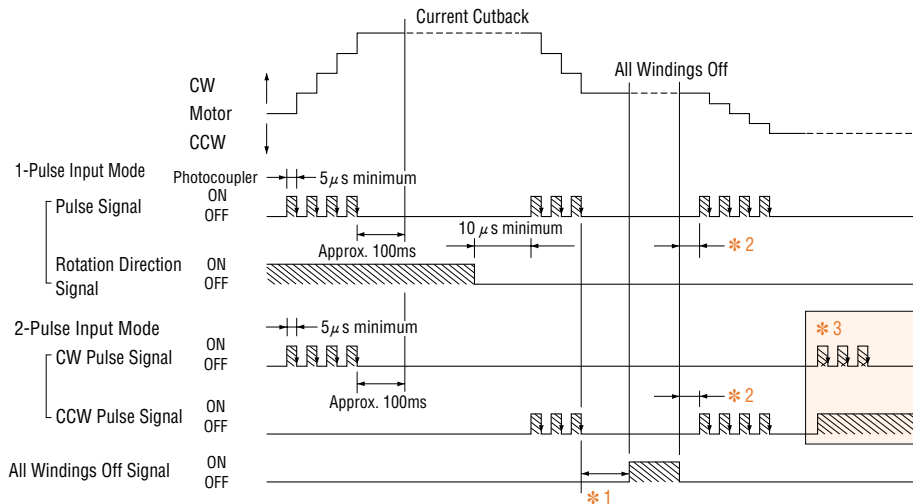 Current Cutback
All Windings Off
CW
Motor
CCW
1-Pulse Input Mode
Photocoupler
5μs minimum
Pulse Signal
ON
OFF
10 μs minimum
Approx. 100ms
*2
Rotation Direction
Signal
ON
OFF
2-Pulse Input Mode
5μs minimum
*3
CW Pulse Signal
ON
OFF
Approx. 100ms
*2
CCW Pulse Signal
ON
OFF
All Windings Off Signal
ON
OFF
*1